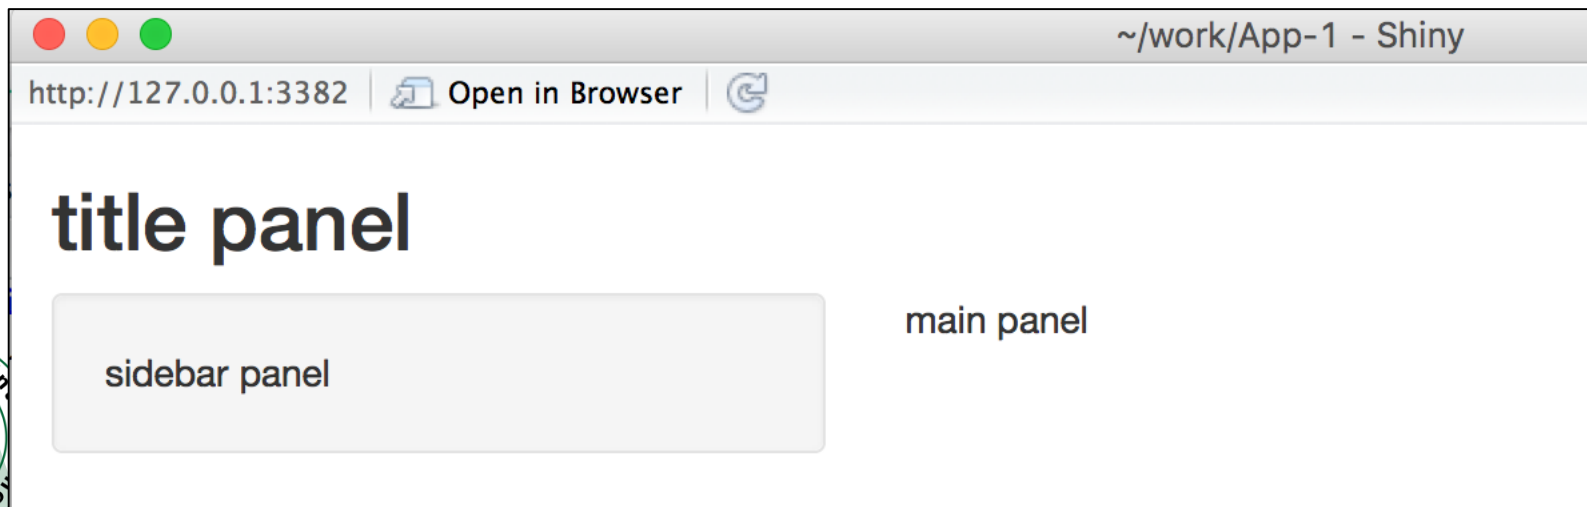 ~/work/App-1 - Shiny
http://127.0.0.1:3382 Open in Browser
title panel
sidebar panel
main panel